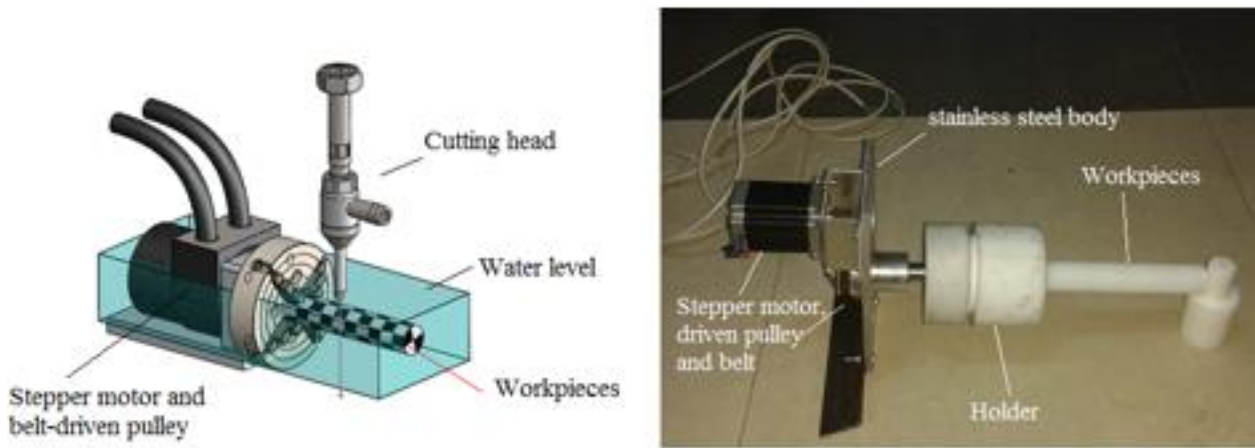 Cutting head
Water level
Workpieces
Stepper motor and
belt-driven pulley
stainless steel body
Workpieces
Stepper motor,
driven pulley
and belt
Holder